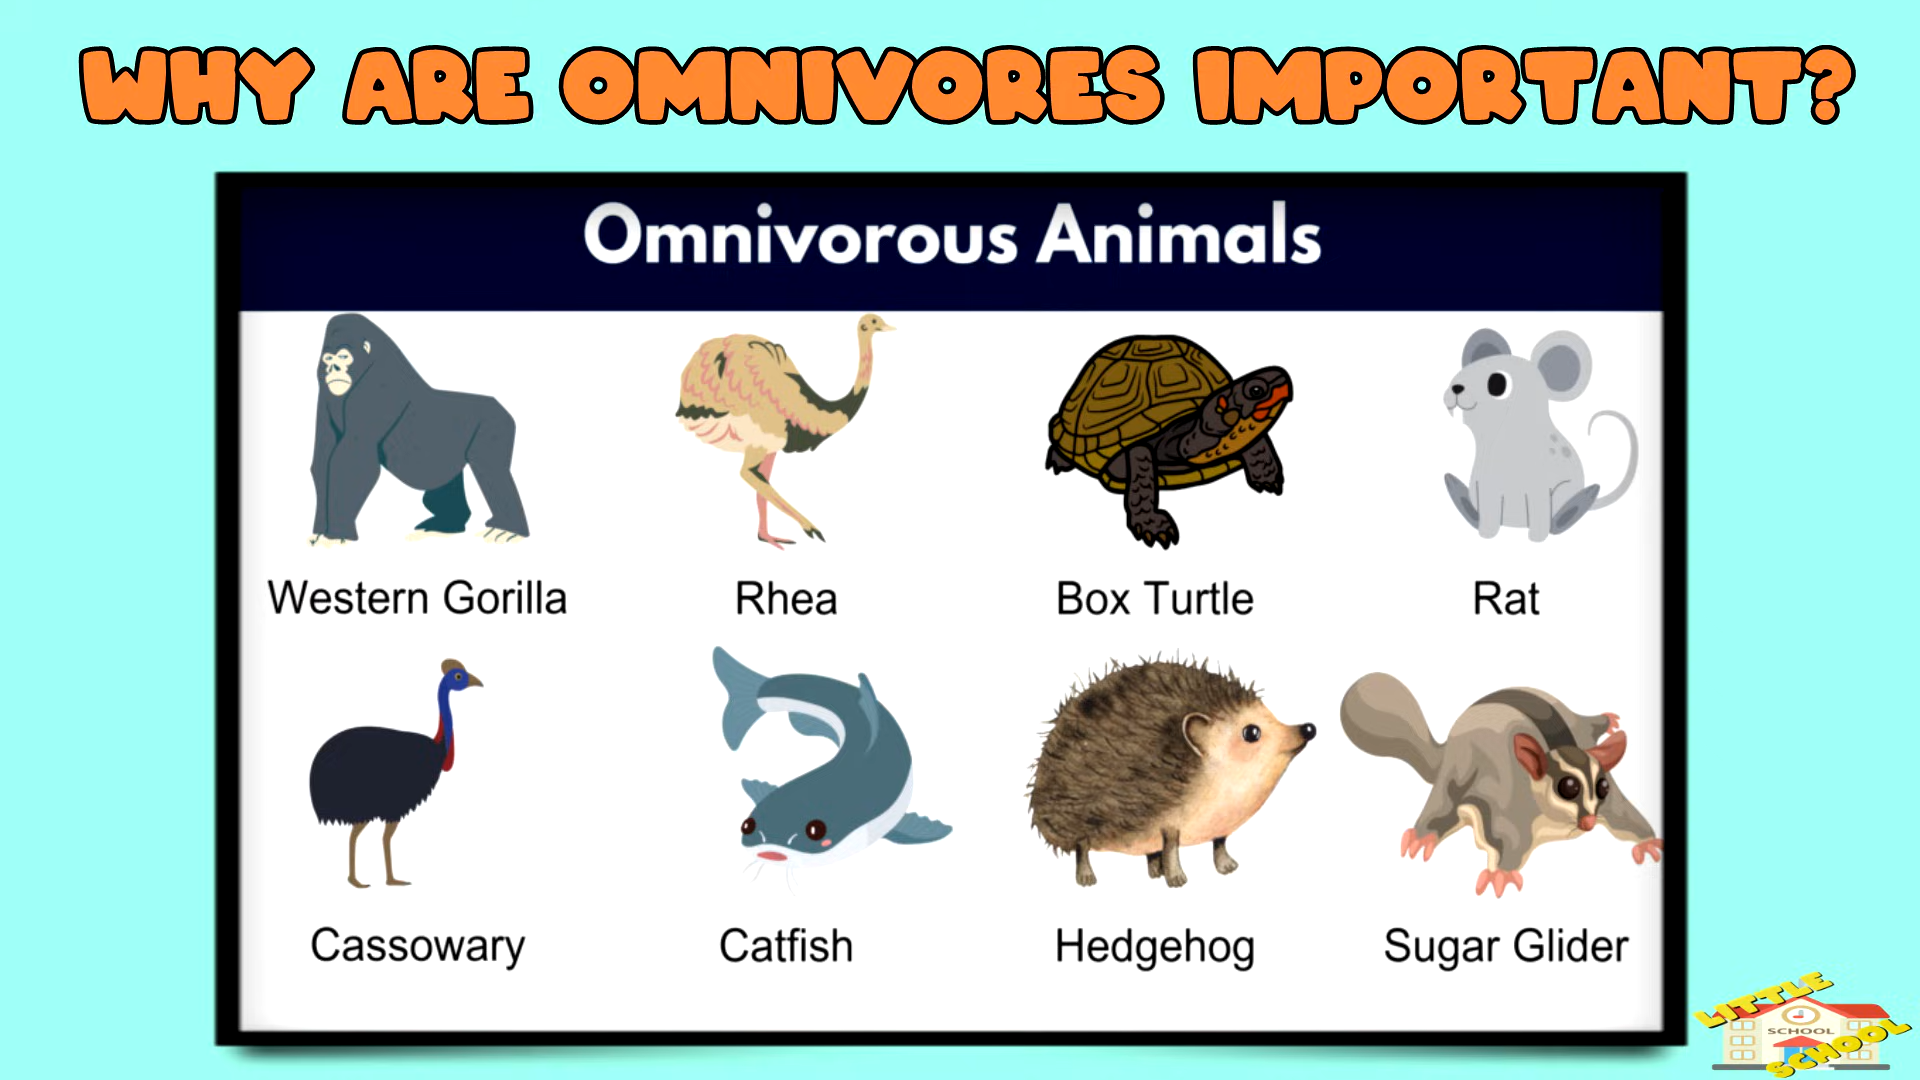 WHY ARE OMNIVORES IMPORTANT?
Omnivorous Animals
Western Gorilla
Rhea
Box Turtle
Rat
Cassowary
Catfish
Hedgehog
Sugar Glider
LITTLE
SCHOOL
SCHOOL